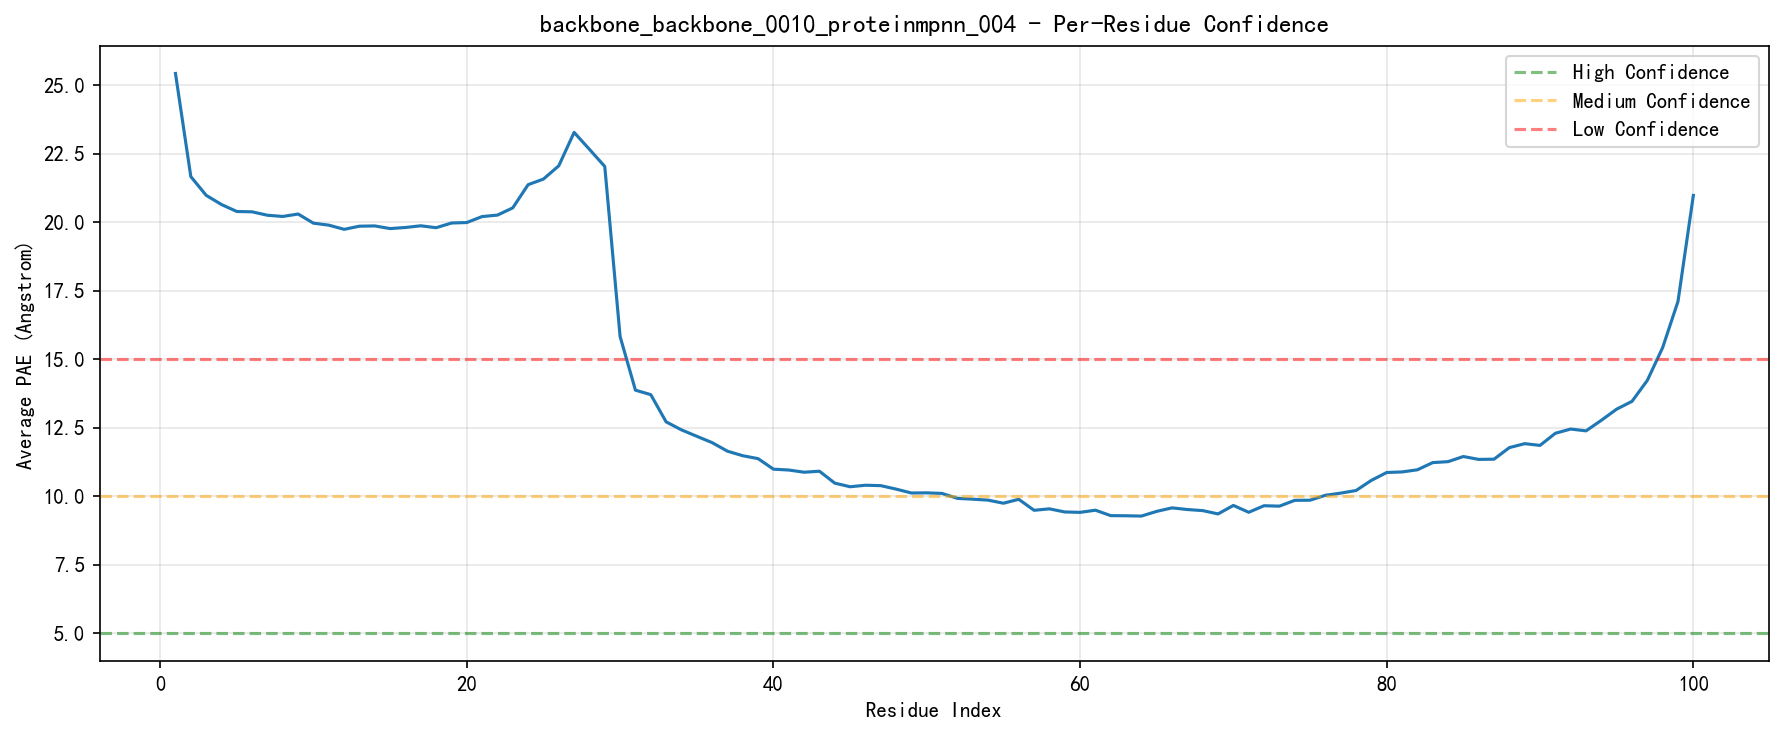 backbone_backbone_0010_proteinmpnn_004 - Per-Residue Confidence
High Confidence
Medium Confidence
Low Confidence
Average PAE (Angstrom)
25.0
22.5
20.0
17.5
15.0
12.5
10.0
7.5
5.0
0 20 40 60 80 100
Residue Index